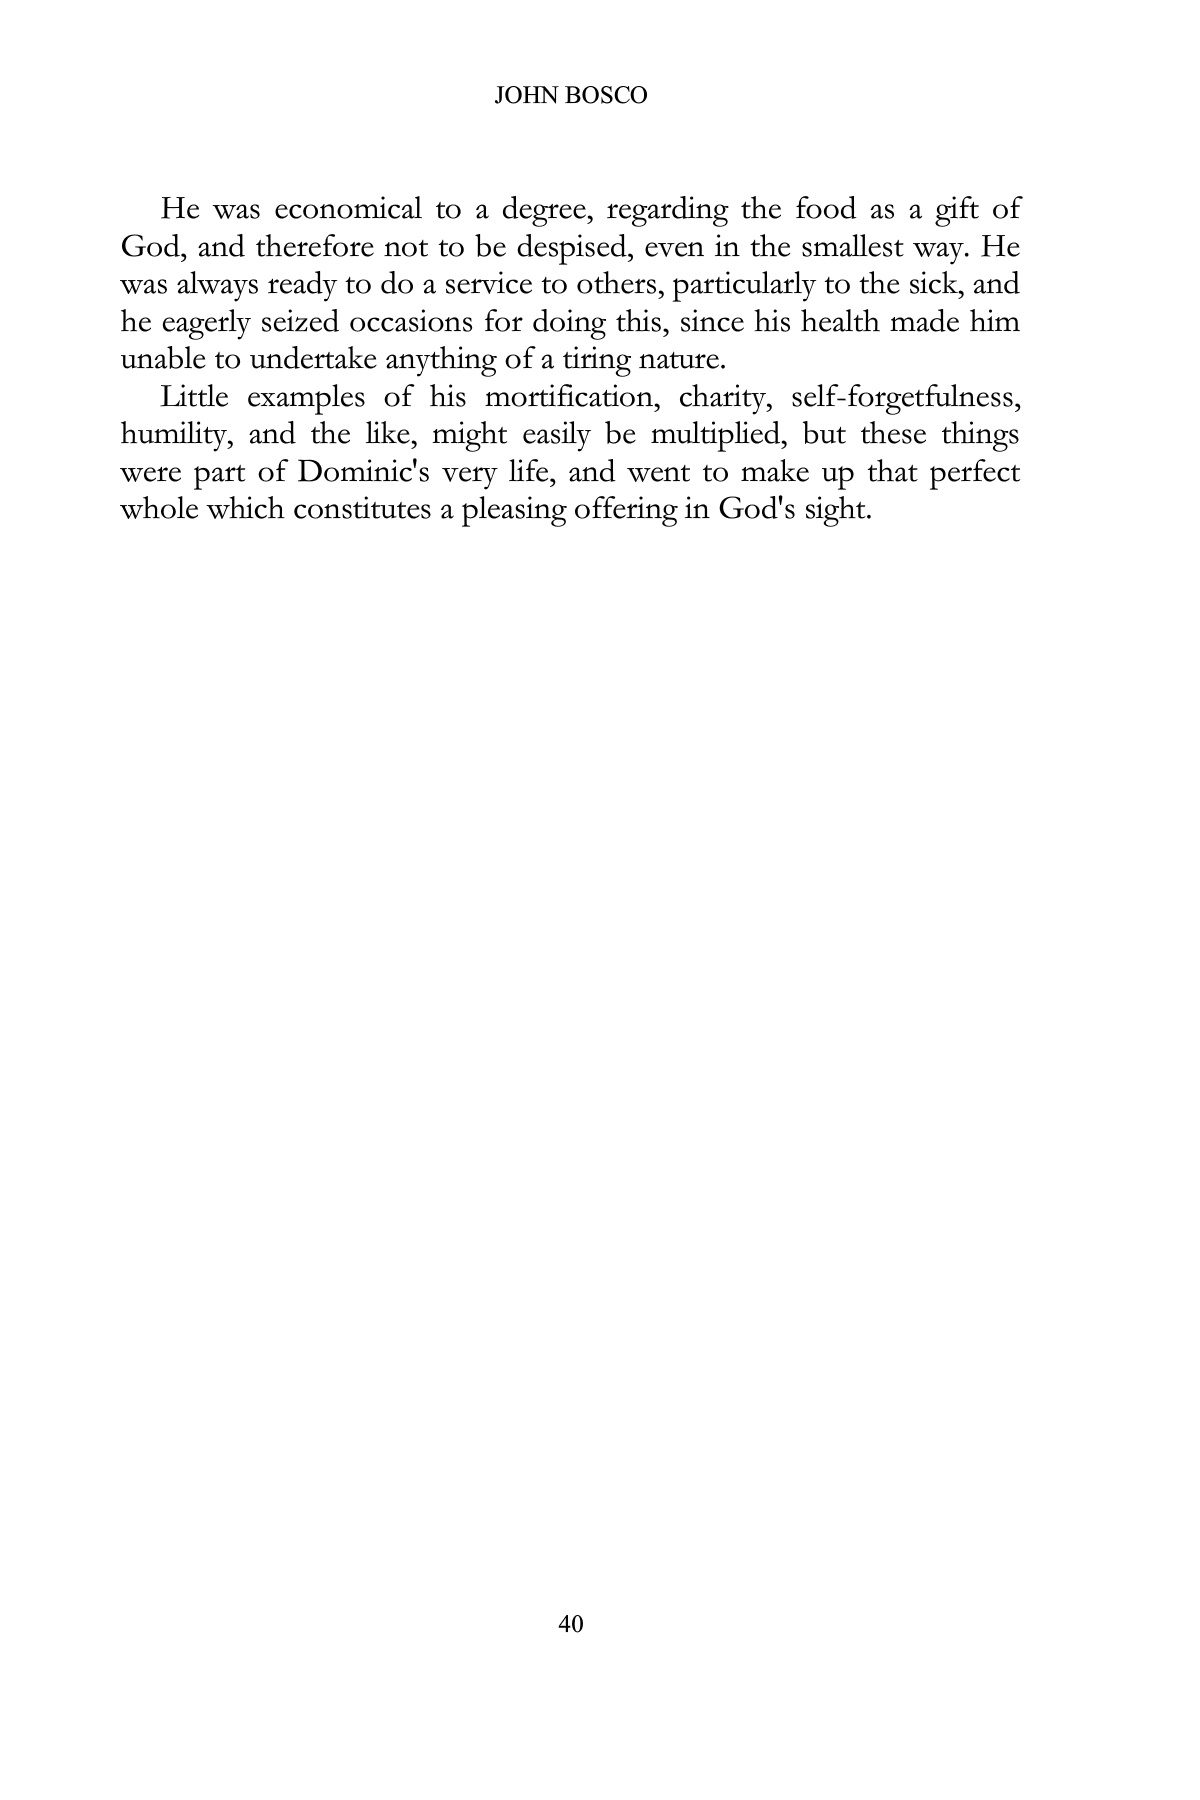 JOHN BOSCO
He was economical to a degree, regarding the food as a gift of
God, and therefore not to be despised, even in the smallest way. He
was always ready to do a service to others, particularly to the sick, and
he eagerly seized occasions for doing this, since his health made him
unable to undertake anything of a tiring nature.
Little examples of his mortification, charity, self-forgetfulness,
humility, and the like, might easily be multiplied, but these things
were part of Dominic's very life, and went to make up that perfect
whole which constitutes a pleasing offering in God's sight.
40